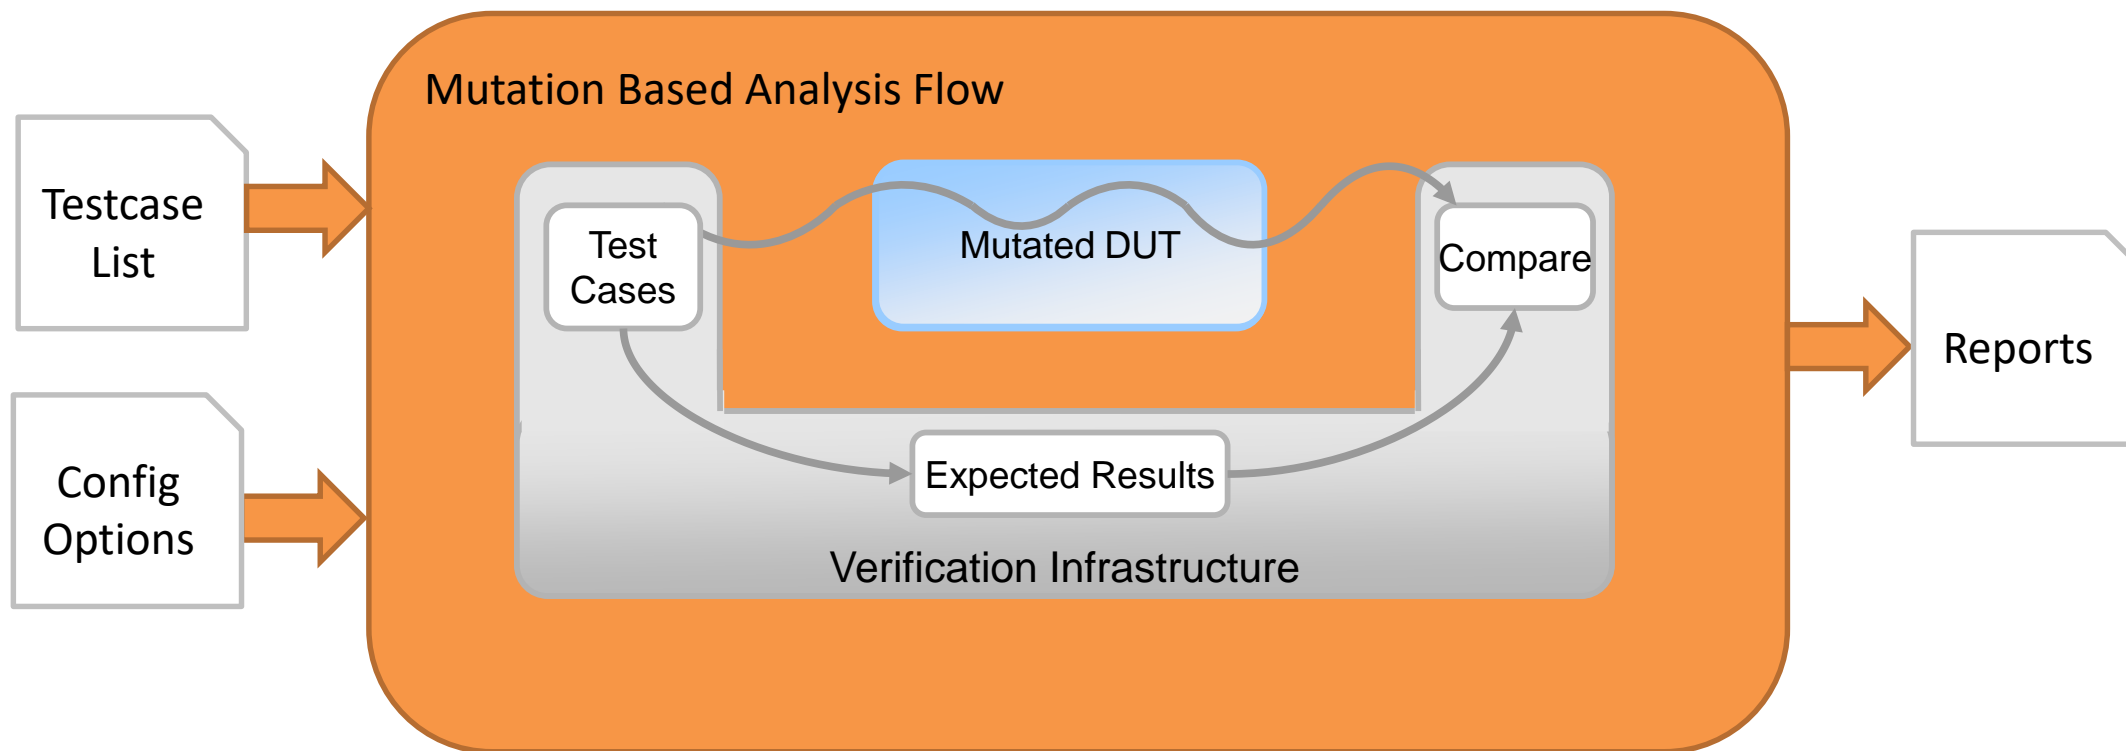 Mutation Based Analysis Flow
Testcase
List
Config
Options
Test
Cases
Mutated DUT
Compare
Expected Results
Verification Infrastructure
Reports